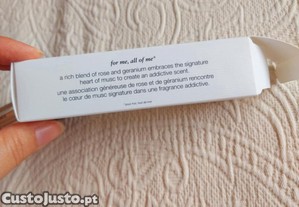 for me, all of me®
a rich blend of rose and geranium embraces the signature
heart of musc to create an addictive scent.
une association généreuse de rose et de géranium rencontre
le cœur de musc signature dans une fragrance addictive.
CustoJusto.pt